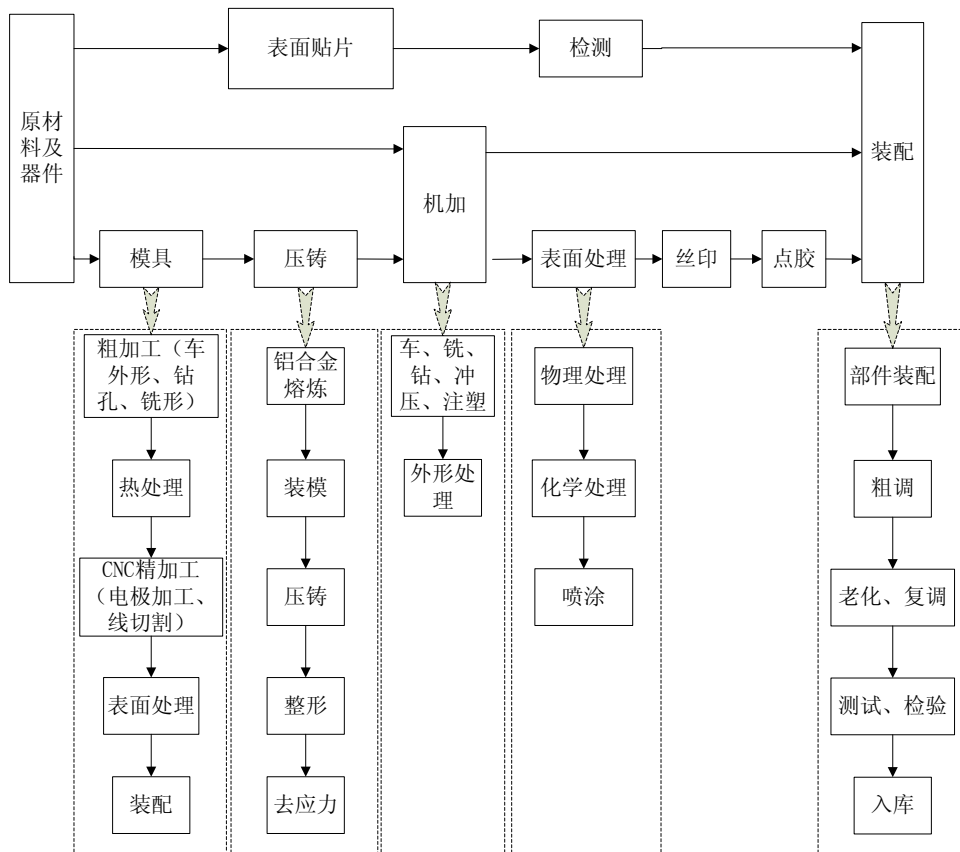 表面贴片
检测
原材
料及
器件
装配
机加
模具
压铸
表面处理
丝印
点胶
粗加工（车
外形、钻
孔、铣形）
热处理
CNC精加工
（电极加工、
线切割）
表面处理
装配
铝合金
熔炼
装模
压铸
整形
去应力
车、铣、
钻、冲
压、注塑
外形处
理
物理处理
化学处理
喷涂
部件装配
粗调
老化、复调
测试、检验
入库